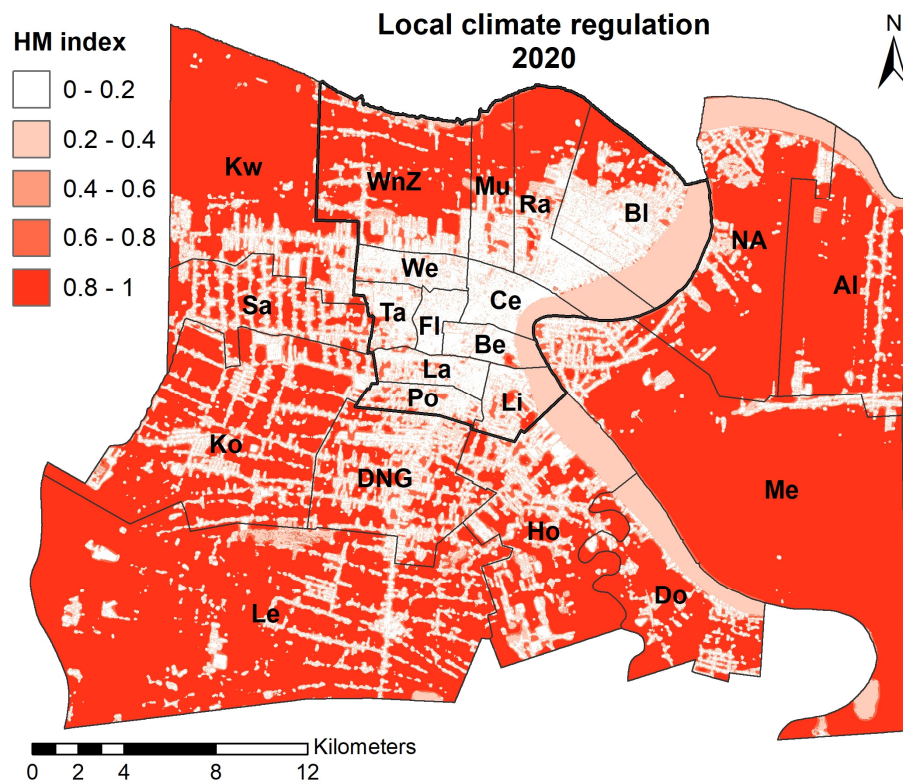 Local climate regulation
2020
N
HM index
0 - 0.2
0.2 - 0.4
0.4 - 0.6
0.6 - 0.8
0.8 - 1
Kw
WnZ
Mu
Ra
Bl
NA
Al
We
Ce
Sa
Ta
Fl
Be
La
Po
Li
Ko
DNG
Ho
Me
Le
Do
Kilometers
0 2 4 8 12